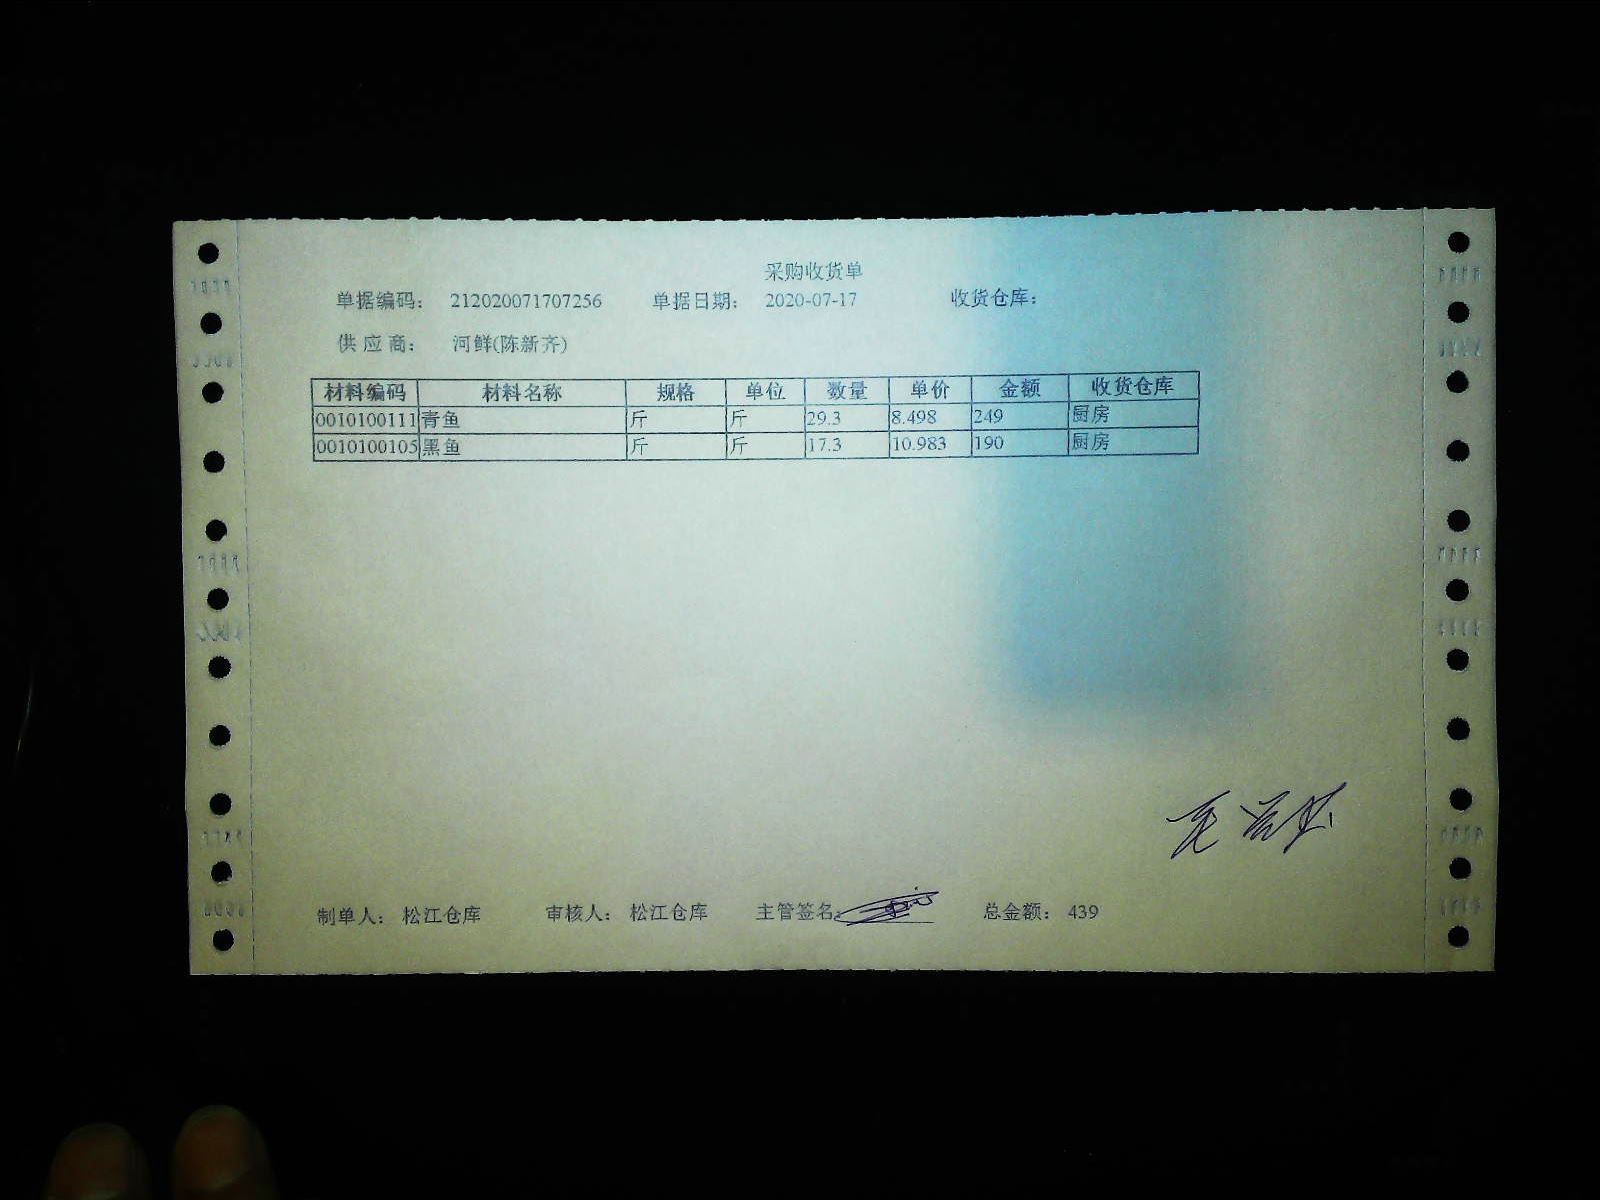 采购收货单
单据编码： 212020071707256 单据日期： 2020-07-17 收货仓库：
供 应 商： 河鲜(陈新齐)
材料编码 材料名称 规格 单位 数量 单价 金额 收货仓库
0010100111 青鱼 斤 斤 29.3 8.498 249 厨房
0010100105 黑鱼 斤 斤 17.3 10.983 190 厨房
制单人： 松江仓库 审核人： 松江仓库 主管签名： 总金额： 439